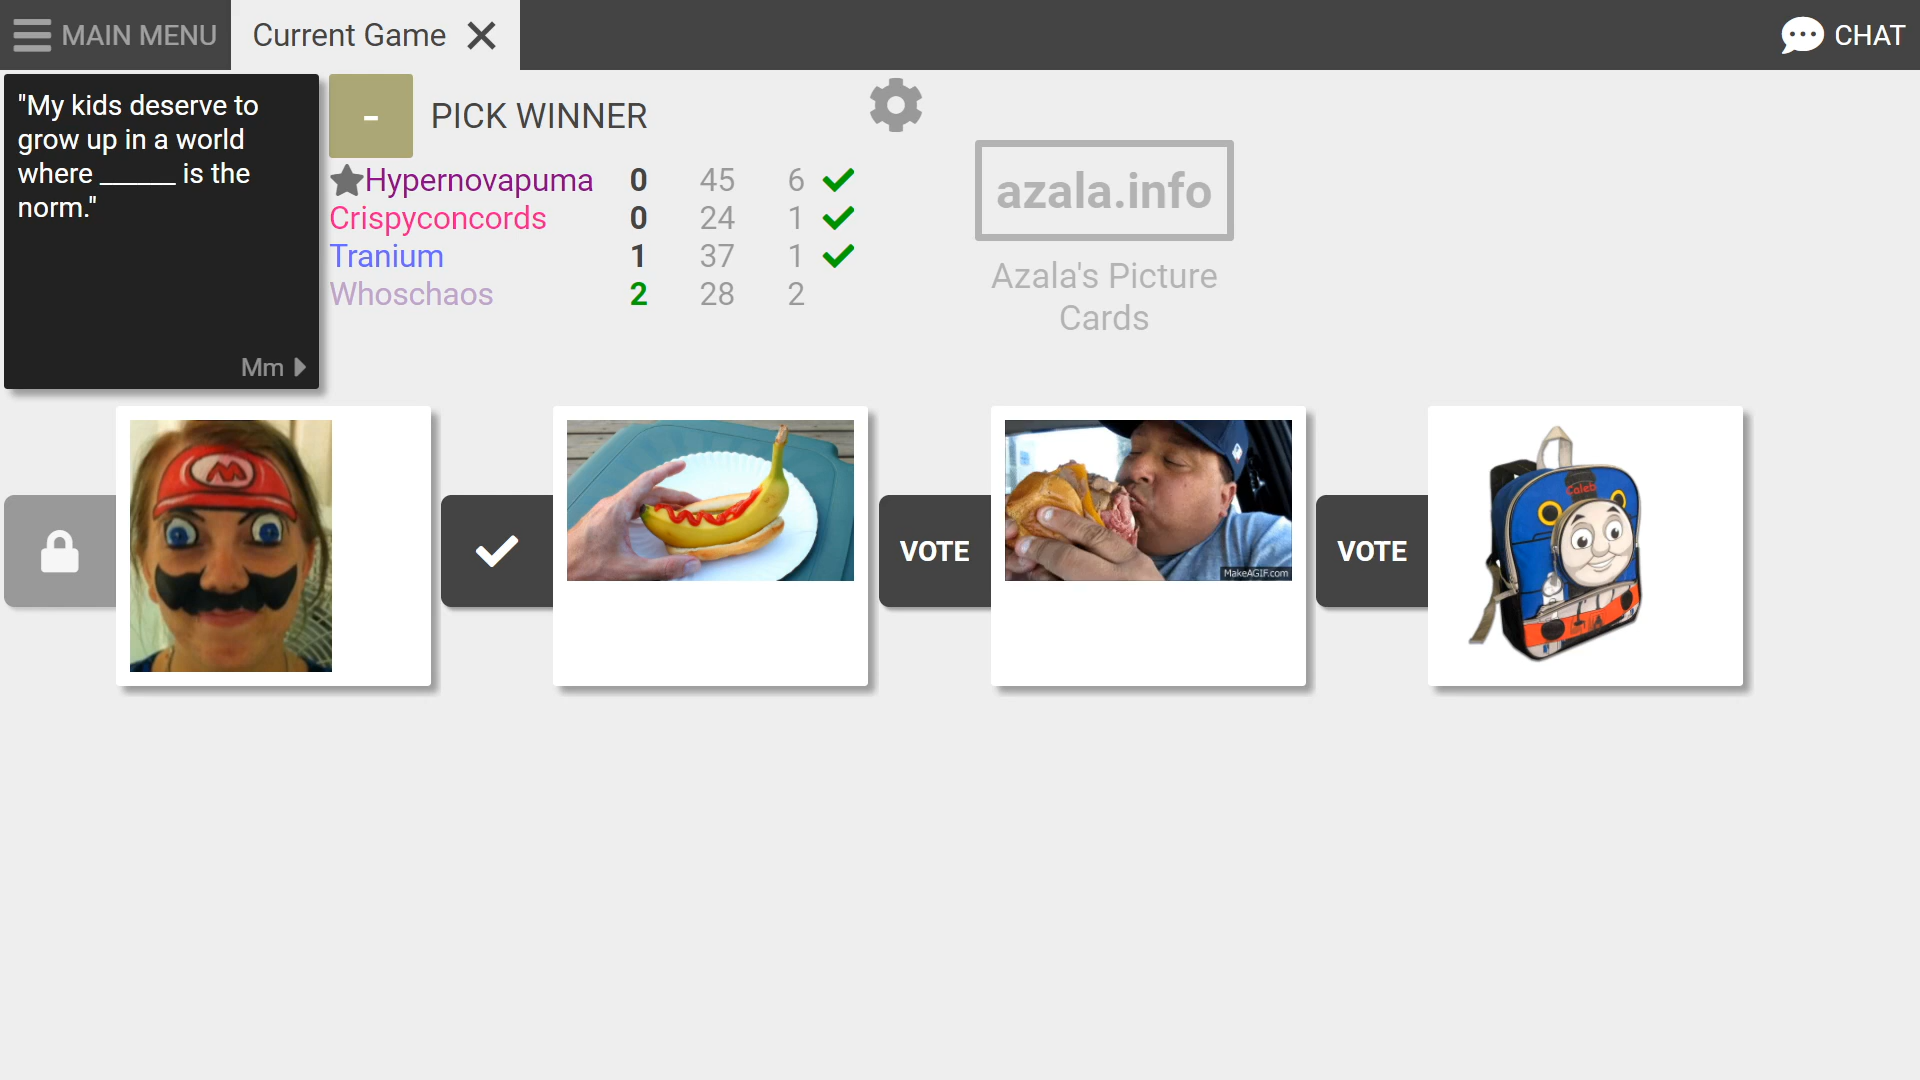 MAIN MENU
Current Game
CHAT
"My kids deserve to
grow up in a world
where ______ is the
norm."
Mm
-
PICK WINNER
Hypernovapuma 0 45 6
Crispyconcords 0 24 1
Tranium 1 37 1
Whoschaos 2 28 2
azala.info
Azala's Picture
Cards
M
VOTE
MakeAGIF.com
VOTE
Caleb